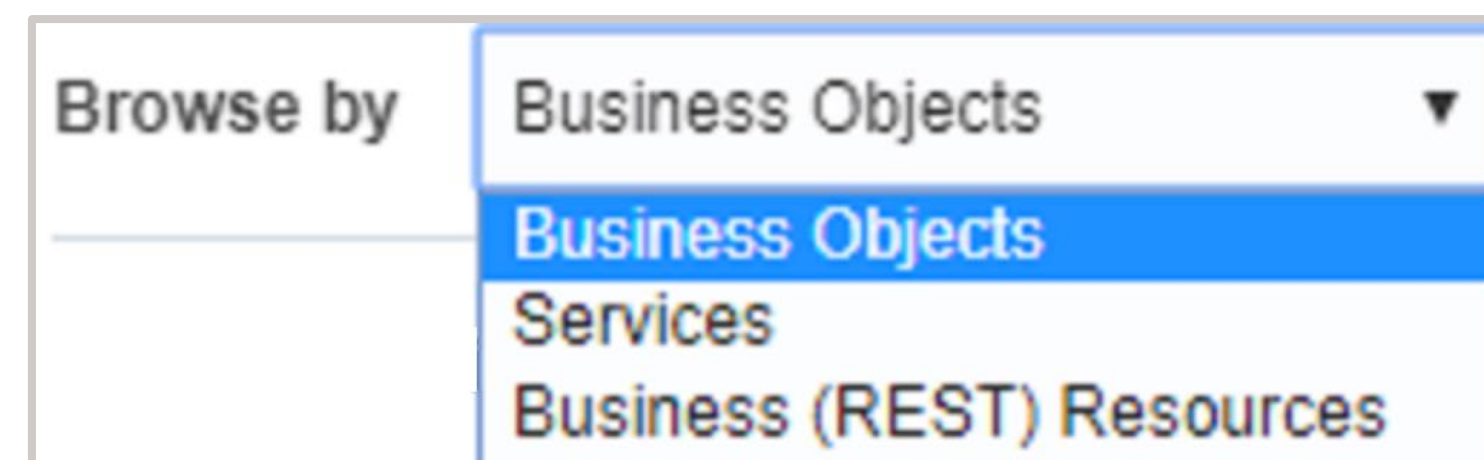 Browse by Business Objects ▼
Business Objects
Services
Business (REST) Resources